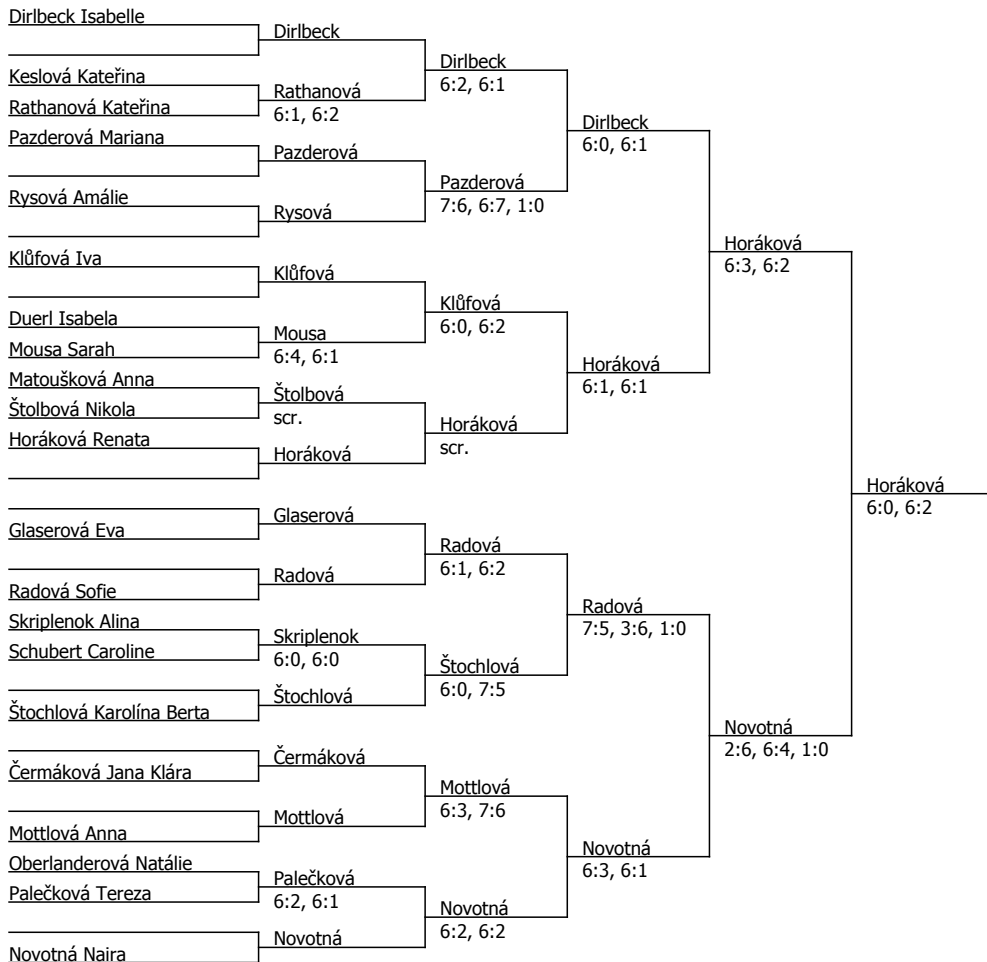 Dirlbeck Isabelle
Keslová Kateřina
Rathanová Kateřina
Pazderová Mariana
Rysová Amálie
Klůfová Iva
Duerl Isabela
Mousa Sarah
Matoušková Anna
Štolbová Nikola
Horáková Renata
Glaserová Eva
Radová Sofie
Skriplenok Alina
Schubert Caroline
Štochlová Karolína Berta
Čermáková Jana Klára
Mottlová Anna
Oberlanderová Natálie
Palečková Tereza
Novotná Naira
Dirlbeck
Rathanová
6:1, 6:2
Pazderová
Rysová
Klůfová
Mousa
6:4, 6:1
Štolbová
scr.
Horáková
Glaserová
Radová
Skriplenok
6:0, 6:0
Štochlová
Čermáková
Mottlová
Palečková
6:2, 6:1
Novotná
Dirlbeck
6:2, 6:1
Pazderová
7:6, 6:7, 1:0
Klůfová
6:0, 6:2
Horáková
scr.
Radová
6:1, 6:2
Štochlová
6:0, 7:5
Mottlová
6:3, 7:6
Novotná
6:2, 6:2
Dirlbeck
6:0, 6:1
Horáková
6:1, 6:1
Radová
7:5, 3:6, 1:0
Novotná
6:3, 6:1
Horáková
6:3, 6:2
Novotná
2:6, 6:4, 1:0
Horáková
6:0, 6:2